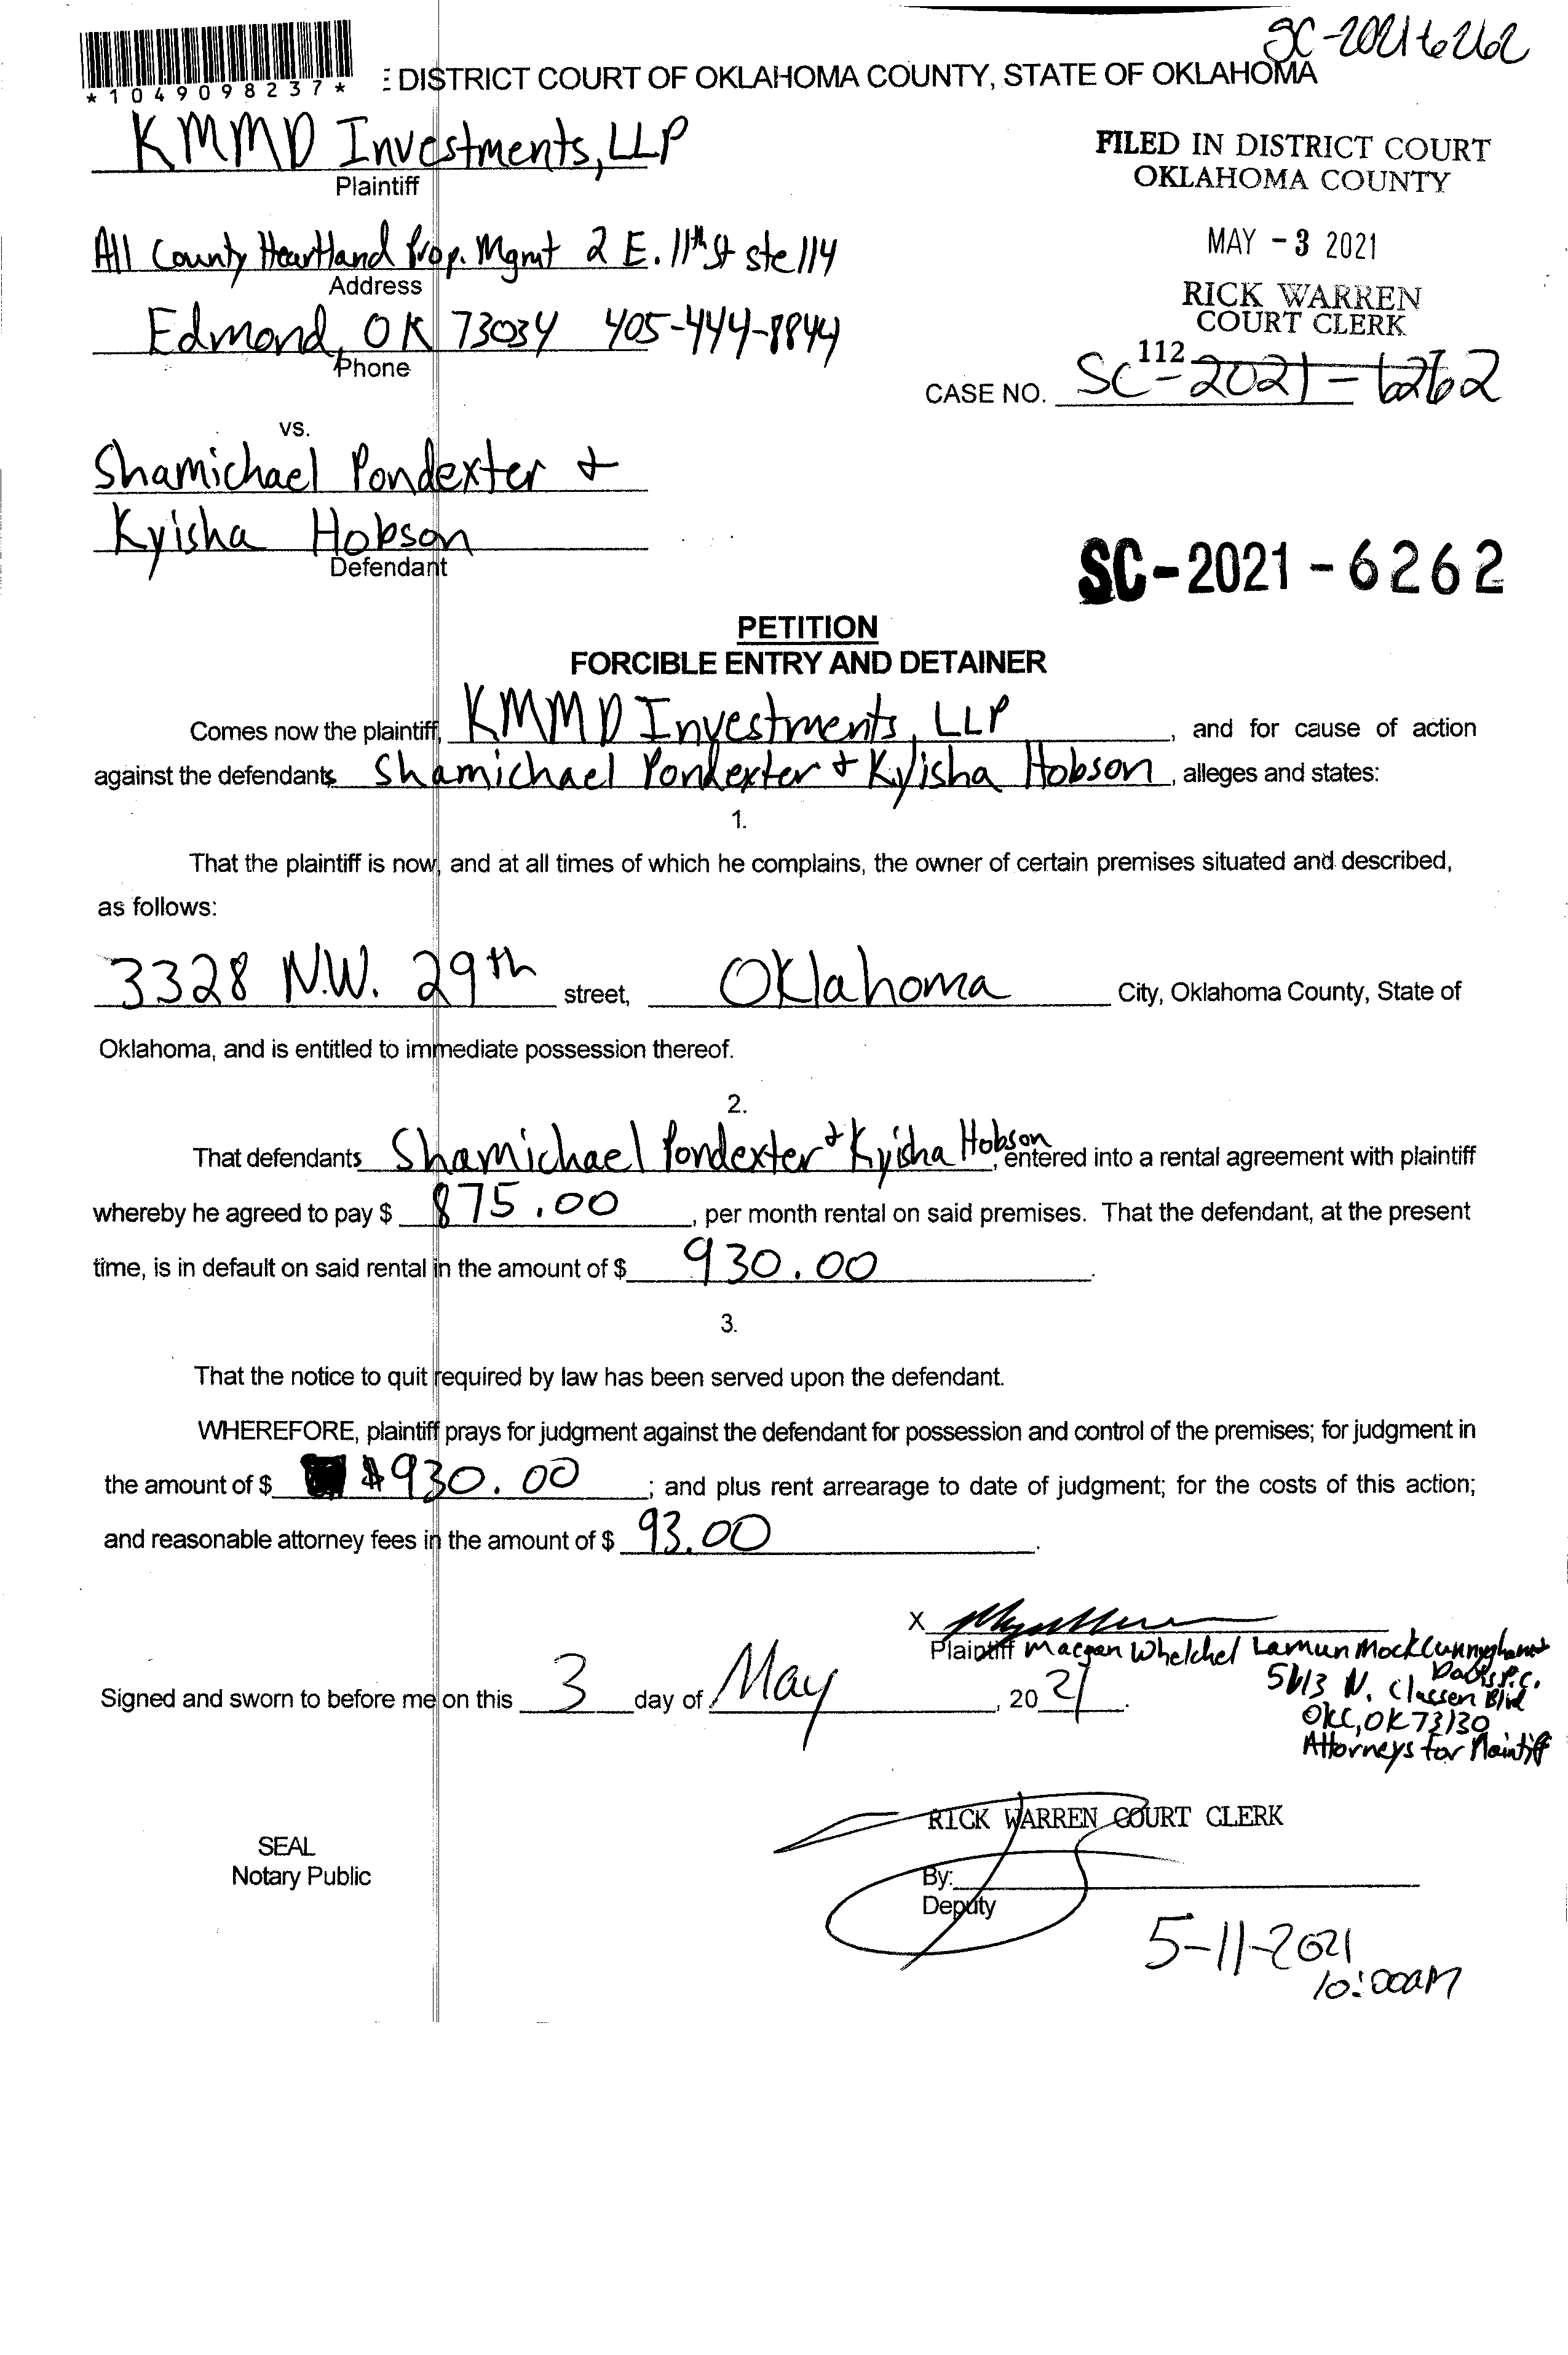 SC-2021-6262
*1049098237*
E DISTRICT COURT OF OKLAHOMA COUNTY, STATE OF OKLAHOMA
KMMD Investments, LLP
Plaintiff
FILED IN DISTRICT COURT
OKLAHOMA COUNTY
All County Heartland Prop. Mgmt 2 E. 11th St ste 114
Address
MAY - 3 2021
Edmond, OK 73034 405-444-8844
Phone
RICK WARREN
COURT CLERK
112
CASE NO. SC-2021-6262
vs.
Shamichael Pondexter +
Kyisha Hobson
Defendant
SC-2021-6262
PETITION
FORCIBLE ENTRY AND DETAINER
Comes now the plaintiff, KMMD Investments, LLP, and for cause of action
against the defendants Shamichael Pondexter + Kyisha Hobson, alleges and states:
1.
That the plaintiff is now, and at all times of which he complains, the owner of certain premises situated and described,
as follows:
3328 N.W. 29th street, Oklahoma City, Oklahoma County, State of
Oklahoma, and is entitled to immediate possession thereof.
2.
That defendants Shamichael Pondexter + Kyisha Hobson, entered into a rental agreement with plaintiff
whereby he agreed to pay $ 875.00, per month rental on said premises. That the defendant, at the present
time, is in default on said rental in the amount of $ 930.00.
3.
That the notice to quit required by law has been served upon the defendant.
WHEREFORE, plaintiff prays for judgment against the defendant for possession and control of the premises; for judgment in
the amount of $ $930.00; and plus rent arrearage to date of judgment; for the costs of this action;
and reasonable attorney fees in the amount of $ 93.00.
X
Plaintiff Maegen Whelchel Lamun Mock Cunnyngham
Davis P.C.
Signed and sworn to before me on this 3 day of May, 2021.
5613 N. Classen Blvd
OKC, OK 73130
Attorneys for Plaintiff
RICK WARREN COURT CLERK
SEAL
Notary Public
By:
Deputy
5-11-2021
10:00AM